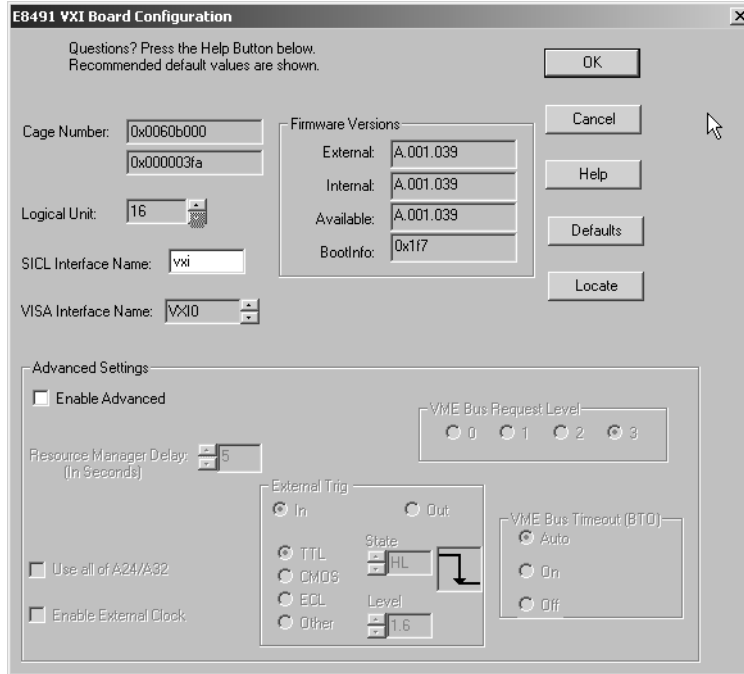 E8491 VXI Board Configuration
Questions? Press the Help Button below.
Recommended default values are shown.
OK
Cancel
Help
Defaults
Locate
Cage Number: 0x0060b000
0x000003fa
Logical Unit: 16
SICL Interface Name: vxi
VISA Interface Name: VXI0
Firmware Versions
External: A.001.039
Internal: A.001.039
Available: A.001.039
BootInfo: 0x1f7
Advanced Settings
Enable Advanced
Resource Manager Delay: 5
(In Seconds)
Use all of A24/A32
Enable External Clock
External Trig
In Out
TTL
CMOS
ECL
Other
State
HL
Level
1.6
VME Bus Request Level
0 1 2 3
VME Bus Timeout (BTO)
Auto
On
Off